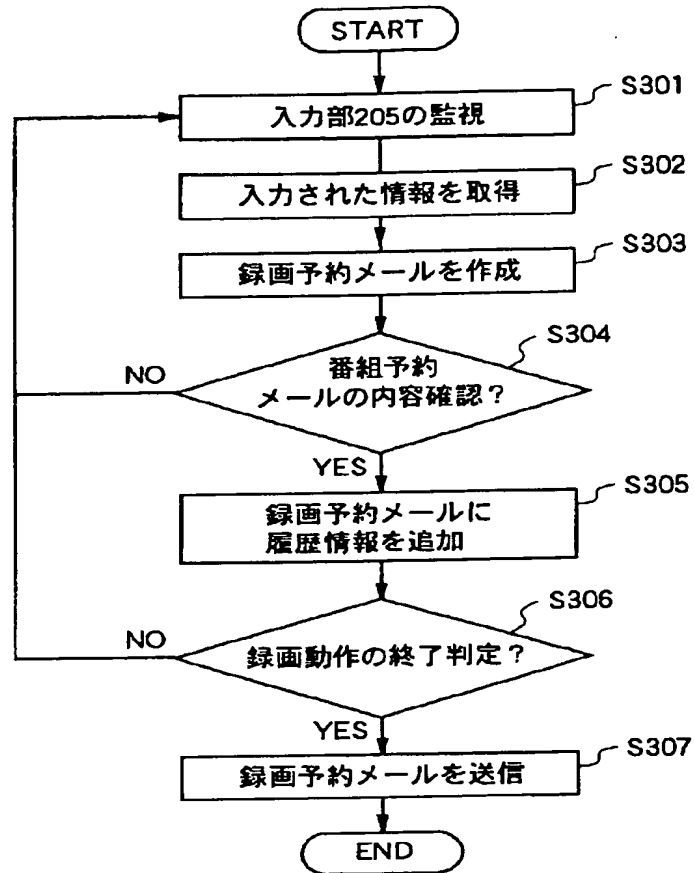 START
S301
入力部205の監視
S302
入力された情報を取得
S303
録画予約メールを作成
S304
番組予約
メールの内容確認？
NO
YES
S305
録画予約メールに
履歴情報を追加
S306
NO
録画動作の終了判定？
YES
S307
録画予約メールを送信
END